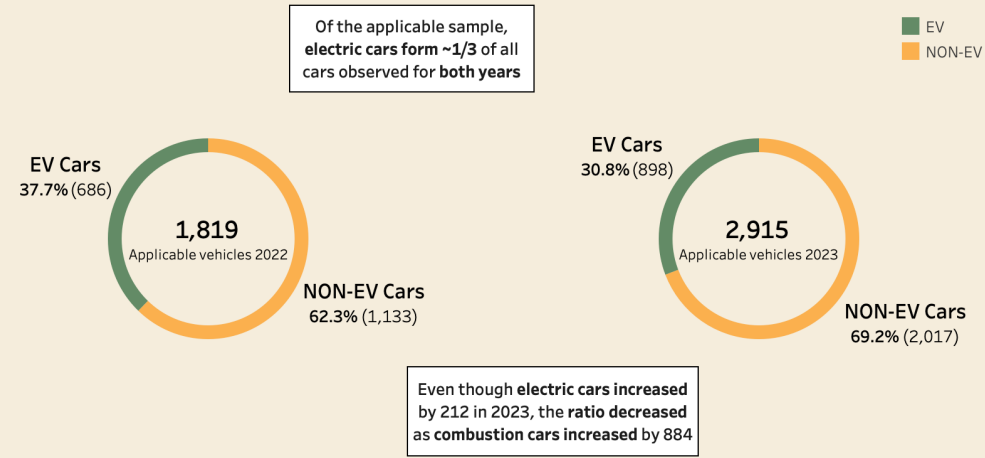 Of the applicable sample,
electric cars form ~1/3 of all
cars observed for both years
EV
NON-EV
EV Cars
37.7% (686)
1,819
Applicable vehicles 2022
NON-EV Cars
62.3% (1,133)
EV Cars
30.8% (898)
2,915
Applicable vehicles 2023
NON-EV Cars
69.2% (2,017)
Even though electric cars increased
by 212 in 2023, the ratio decreased
as combustion cars increased by 884